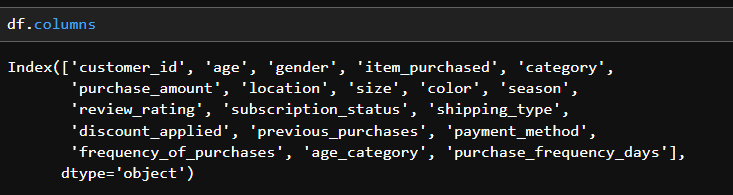 df.columns
Index(['customer_id', 'age', 'gender', 'item_purchased', 'category',
'purchase_amount', 'location', 'size', 'color', 'season',
'review_rating', 'subscription_status', 'shipping_type',
'discount_applied', 'previous_purchases', 'payment_method',
'frequency_of_purchases', 'age_category', 'purchase_frequency_days'],
dtype='object')